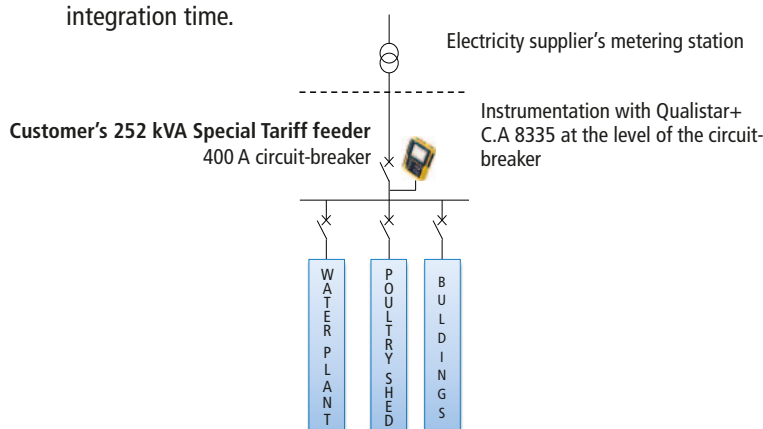 integration time.
Electricity supplier’s metering station
Customer’s 252 kVA Special Tariff feeder
400 A circuit-breaker
Instrumentation with Qualistar+
C.A 8335 at the level of the circuit-
breaker
WATER PLANT
POULTRY SHED
BULDINGS